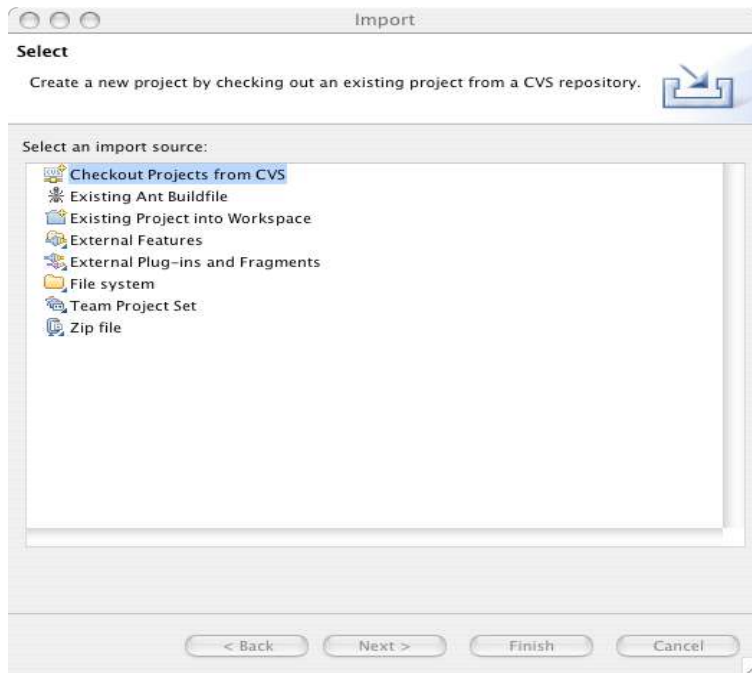 Import
Select
Create a new project by checking out an existing project from a CVS repository.
Select an import source:
Checkout Projects from CVS
Existing Ant Buildfile
Existing Project into Workspace
External Features
External Plug-ins and Fragments
File system
Team Project Set
Zip file
< Back Next > Finish Cancel